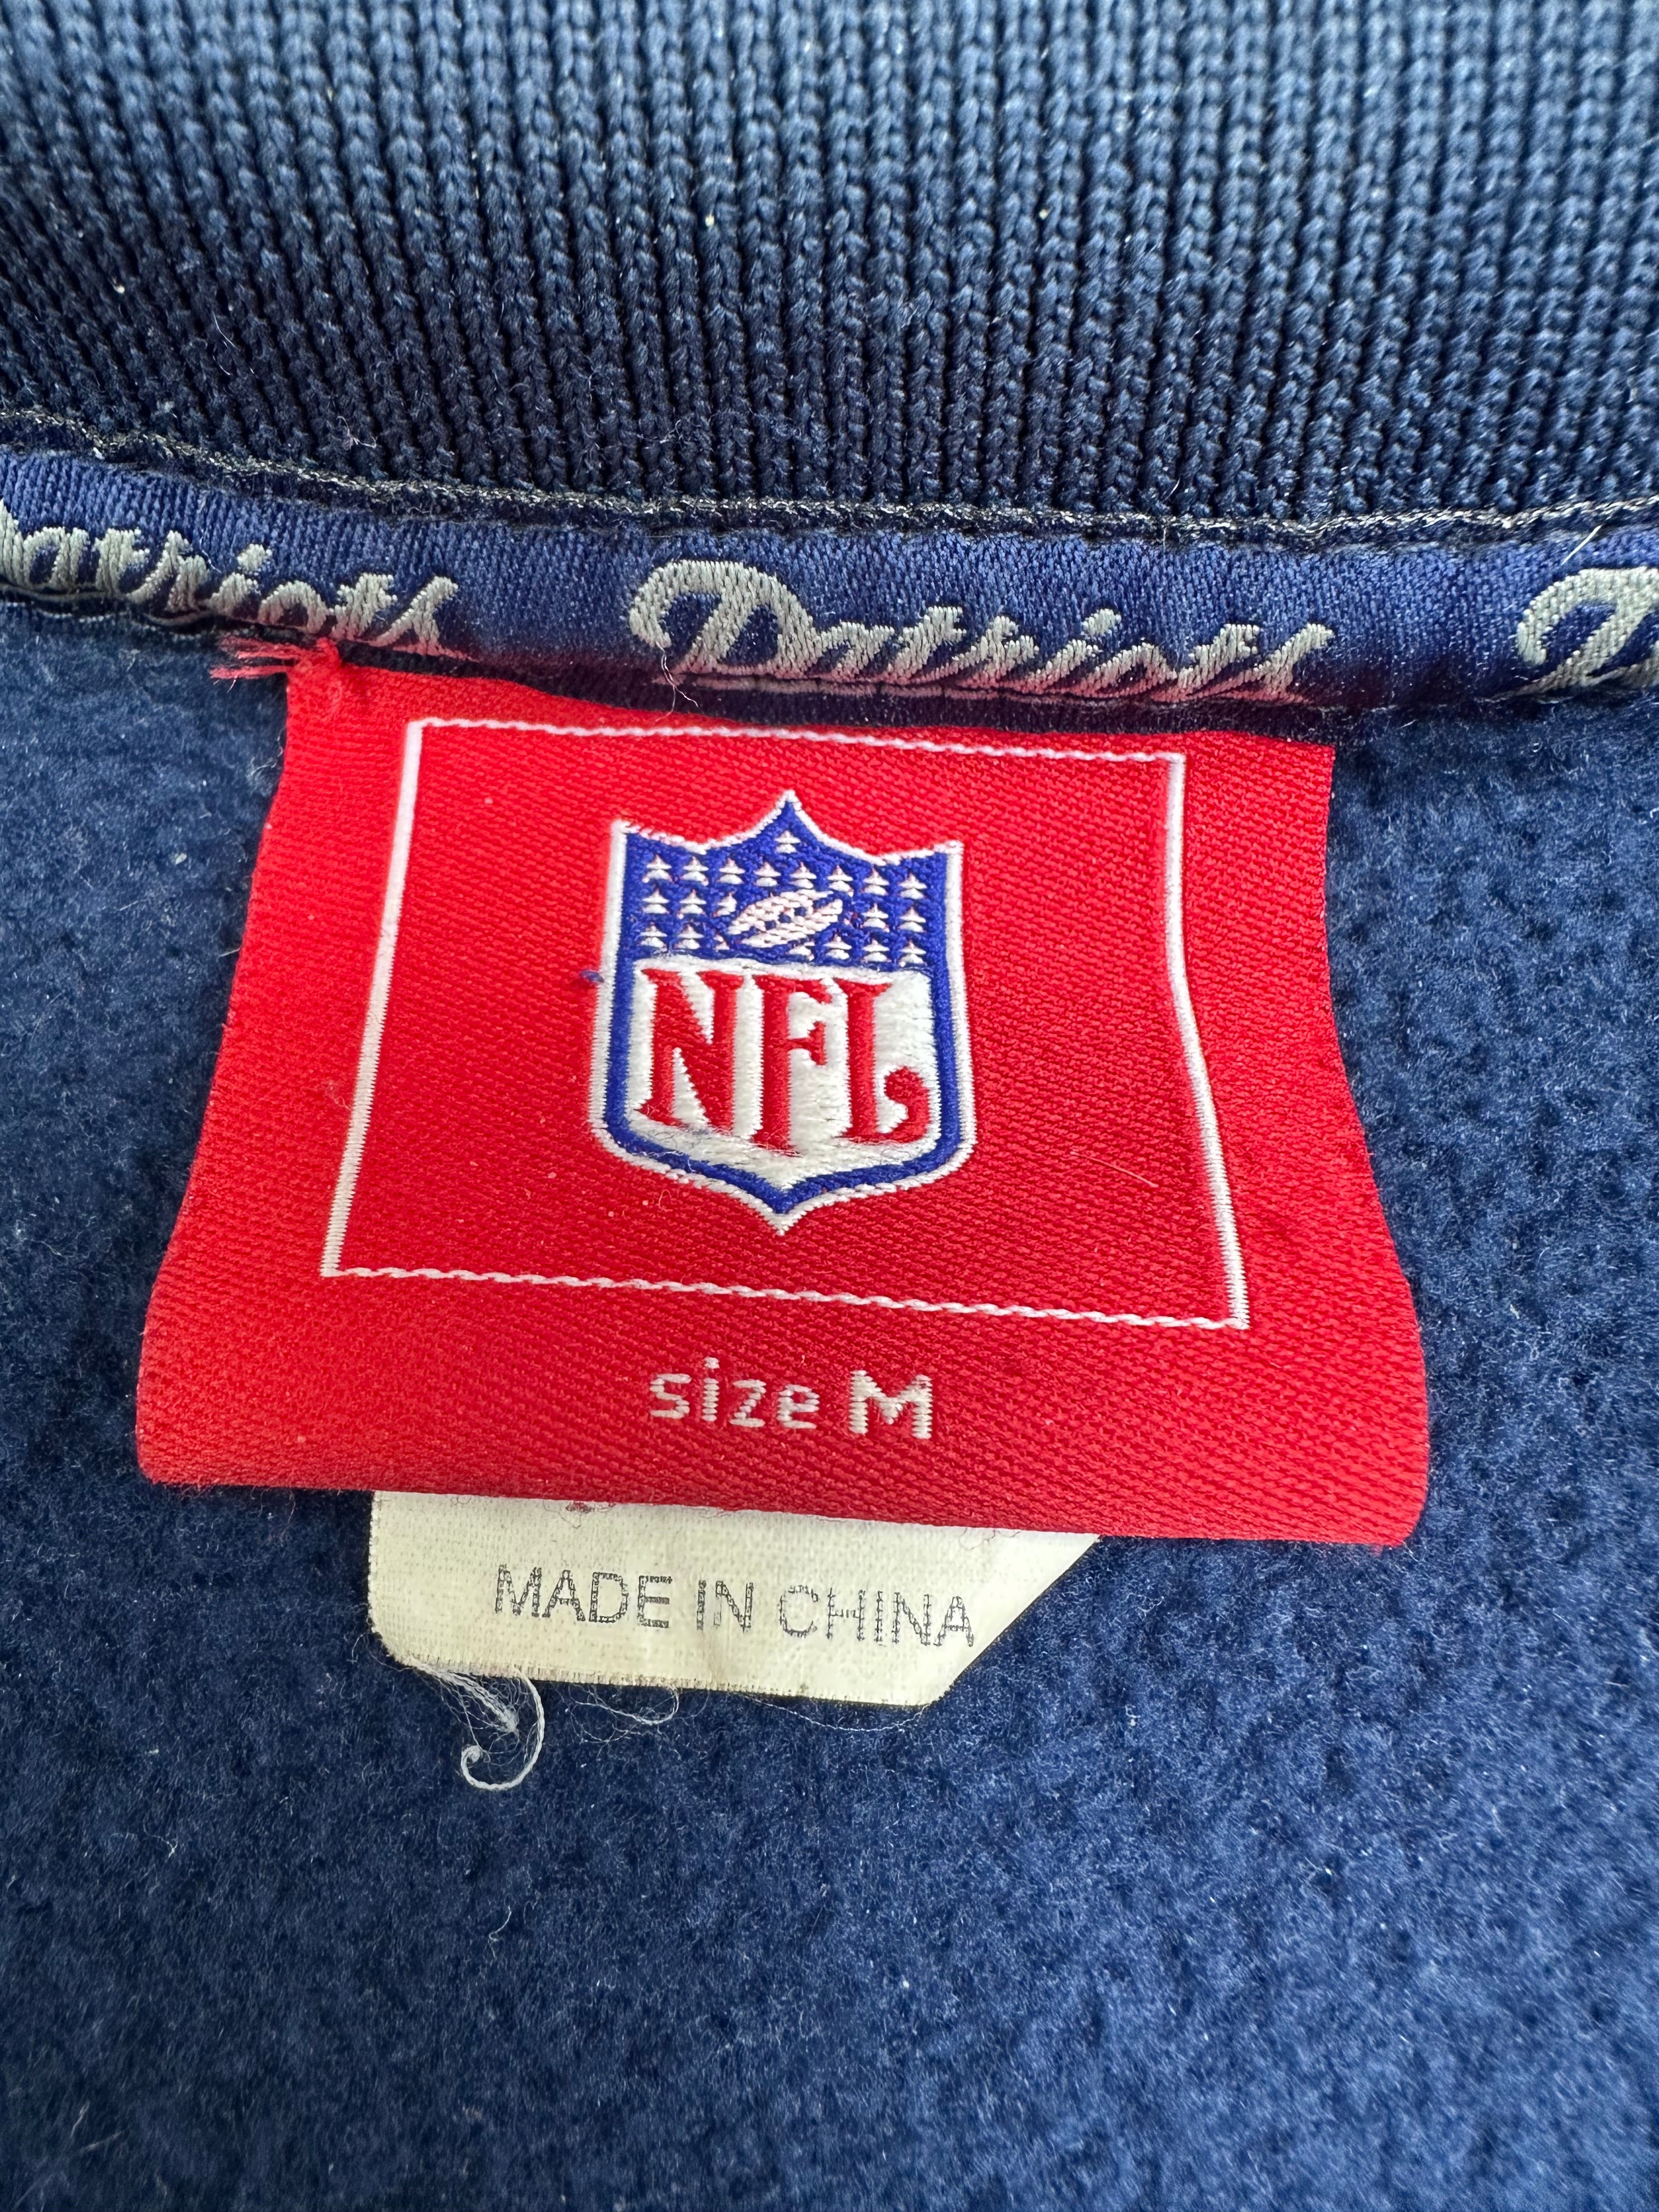 Patriots Patriots
NFL
size M
MADE IN CHINA